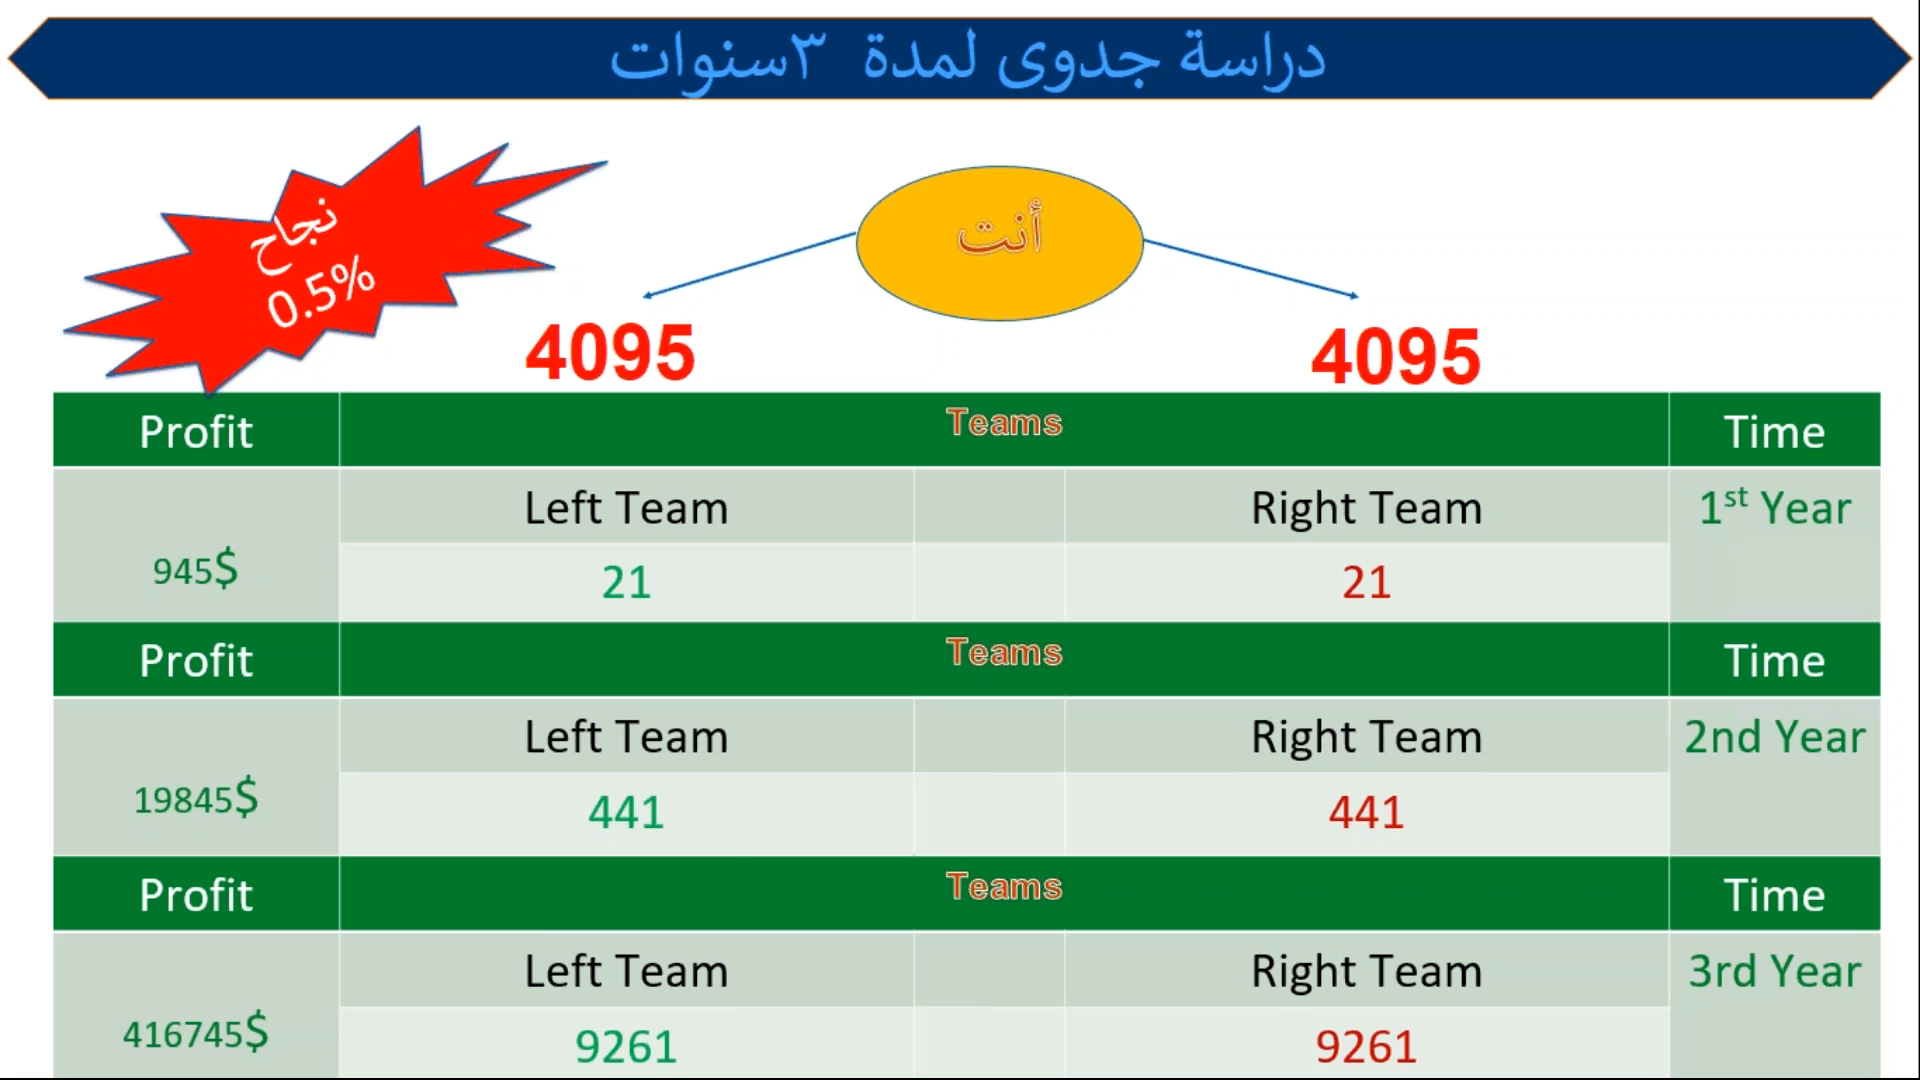 دراسة جدوى لمدة ٣سنوات
نجاح
0.5%
أنت
4095
4095
Profit Teams Time
Left Team Right Team 1st Year
945$ 21 21
Profit Teams Time
Left Team Right Team 2nd Year
19845$ 441 441
Profit Teams Time
Left Team Right Team 3rd Year
416745$ 9261 9261